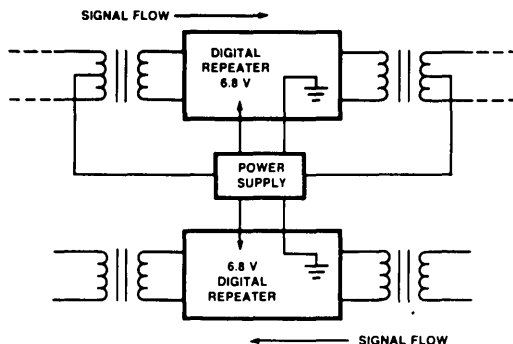 SIGNAL FLOW
DIGITAL
REPEATER
6.8 V
POWER
SUPPLY
6.8 V
DIGITAL
REPEATER
SIGNAL FLOW